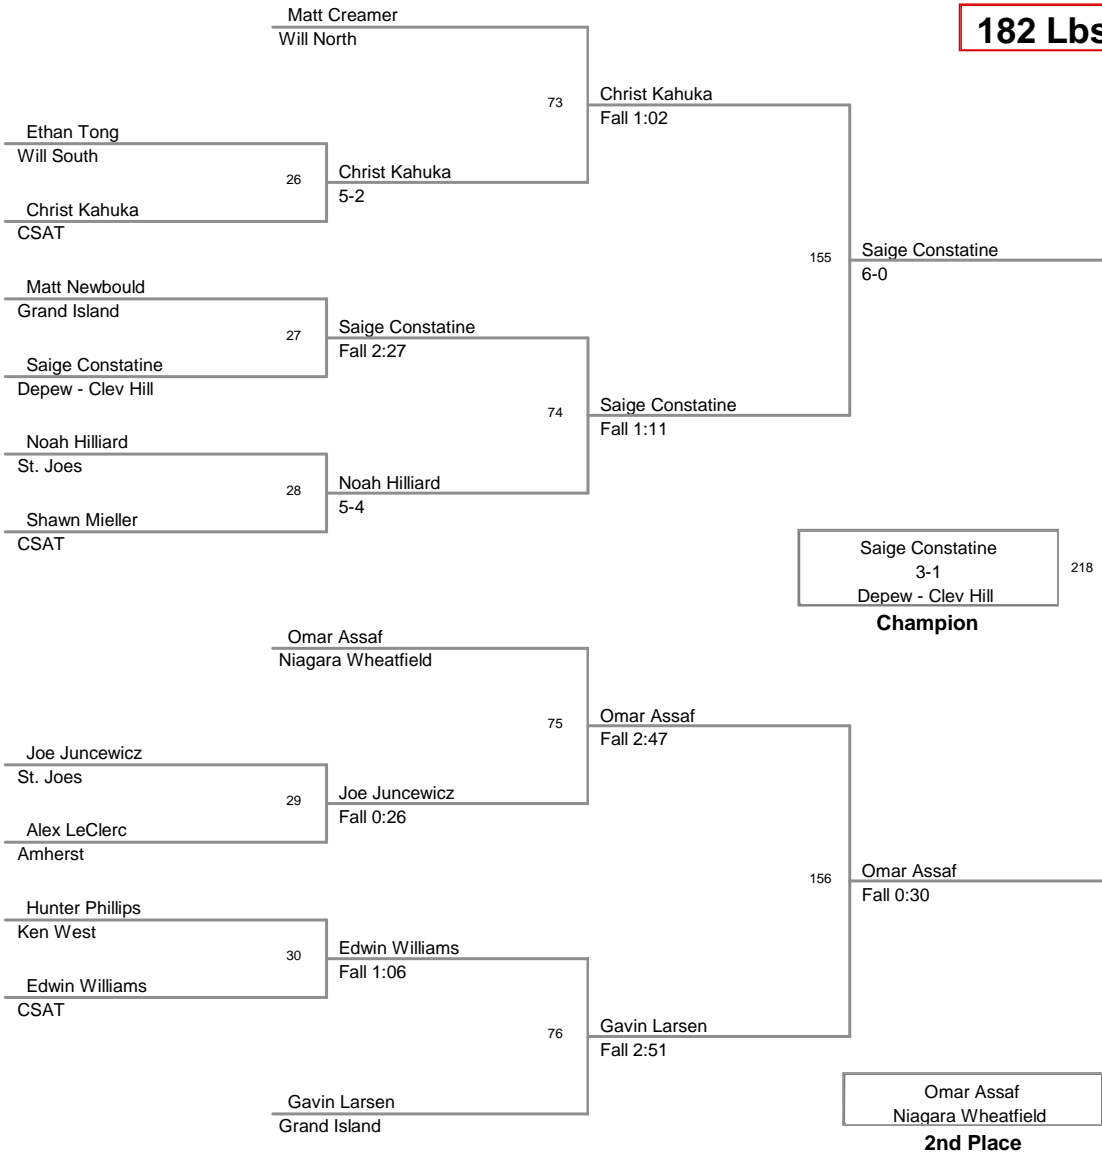 Matt Creamer
Will North
182 Lbs
73
Christ Kahuka
Fall 1:02
Ethan Tong
Will South
26
Christ Kahuka
5-2
Christ Kahuka
CSAT
155
Saige Constatine
6-0
Matt Newbould
Grand Island
27
Saige Constatine
Fall 2:27
Saige Constatine
Depew - Clev Hill
74
Saige Constatine
Fall 1:11
Noah Hilliard
St. Joes
28
Noah Hilliard
5-4
Shawn Mieller
CSAT
Saige Constatine
3-1
Depew - Clev Hill
218
Champion
Omar Assaf
Niagara Wheatfield
75
Omar Assaf
Fall 2:47
Joe Juncewicz
St. Joes
29
Joe Juncewicz
Fall 0:26
Alex LeClerc
Amherst
156
Omar Assaf
Fall 0:30
Hunter Phillips
Ken West
30
Edwin Williams
Fall 1:06
Edwin Williams
CSAT
76
Gavin Larsen
Fall 2:51
Gavin Larsen
Grand Island
Omar Assaf
Niagara Wheatfield
2nd Place